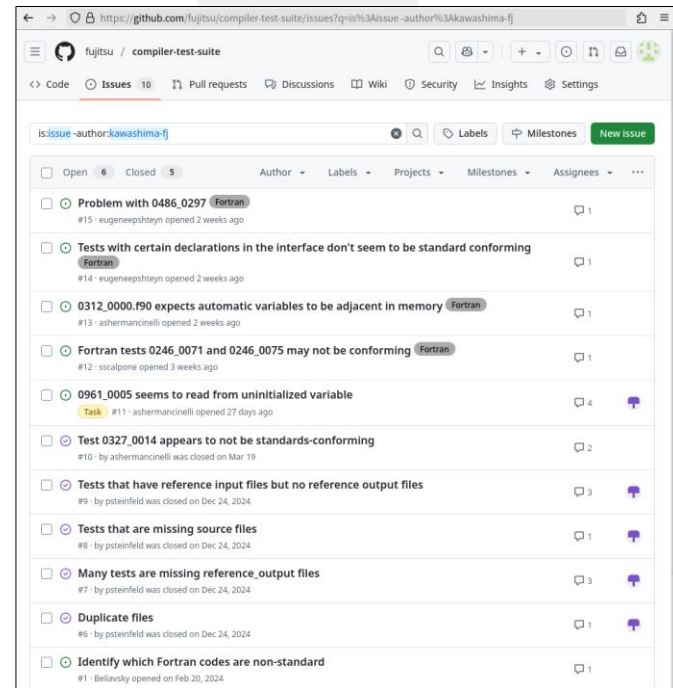 https://github.com/fujitsu/compiler-test-suite/issues?q=is%3Aissue -author%3Akawashima-fj
fujitsu / compiler-test-suite
Code Issues 10 Pull requests Discussions Wiki Security Insights Settings
is:issue -author:kawashima-fj Labels Milestones New issue
Open 6 Closed 5 Author Labels Projects Milestones Assignees
Problem with 0486_0297 Fortran
#15 · eugeneepshteyn opened 2 weeks ago 1
Tests with certain declarations in the interface don't seem to be standard conforming
Fortran 1
#14 · eugeneepshteyn opened 2 weeks ago
0312_0000.f90 expects automatic variables to be adjacent in memory Fortran
#13 · ashermancinelli opened 2 weeks ago 1
Fortran tests 0246_0071 and 0246_0075 may not be conforming Fortran
#12 · sscalpone opened 3 weeks ago 1
0961_0005 seems to read from uninitialized variable
Task #11 · ashermancinelli opened 27 days ago 4
Test 0327_0014 appears to not be standards-conforming
#10 · by ashermancinelli was closed on Mar 19 2
Tests that have reference input files but no reference output files
#9 · by psteinfeld was closed on Dec 24, 2024 3
Tests that are missing source files
#8 · by psteinfeld was closed on Dec 24, 2024 1
Many tests are missing reference_output files
#7 · by psteinfeld was closed on Dec 24, 2024 3
Duplicate files
#6 · by psteinfeld was closed on Dec 24, 2024 1
Identify which Fortran codes are non-standard
#1 · Beliavsky opened on Feb 20, 2024 1